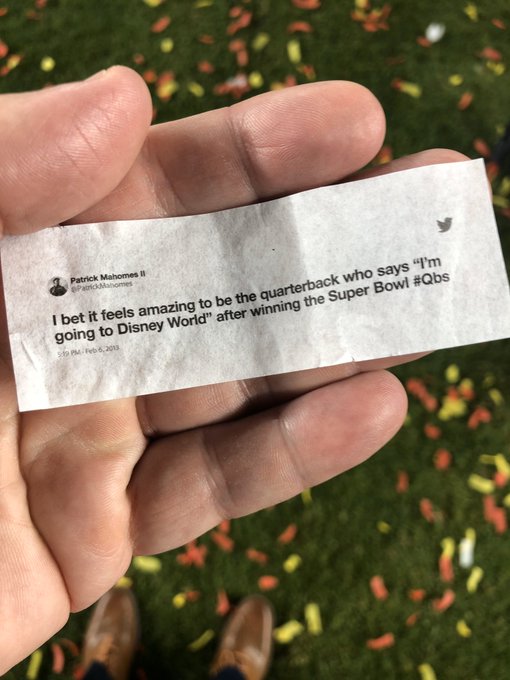 Patrick Mahomes II
@PatrickMahomes
I bet it feels amazing to be the quarterback who says “I'm
going to Disney World” after winning the Super Bowl #Qbs
5:19 PM - Feb 6, 2013